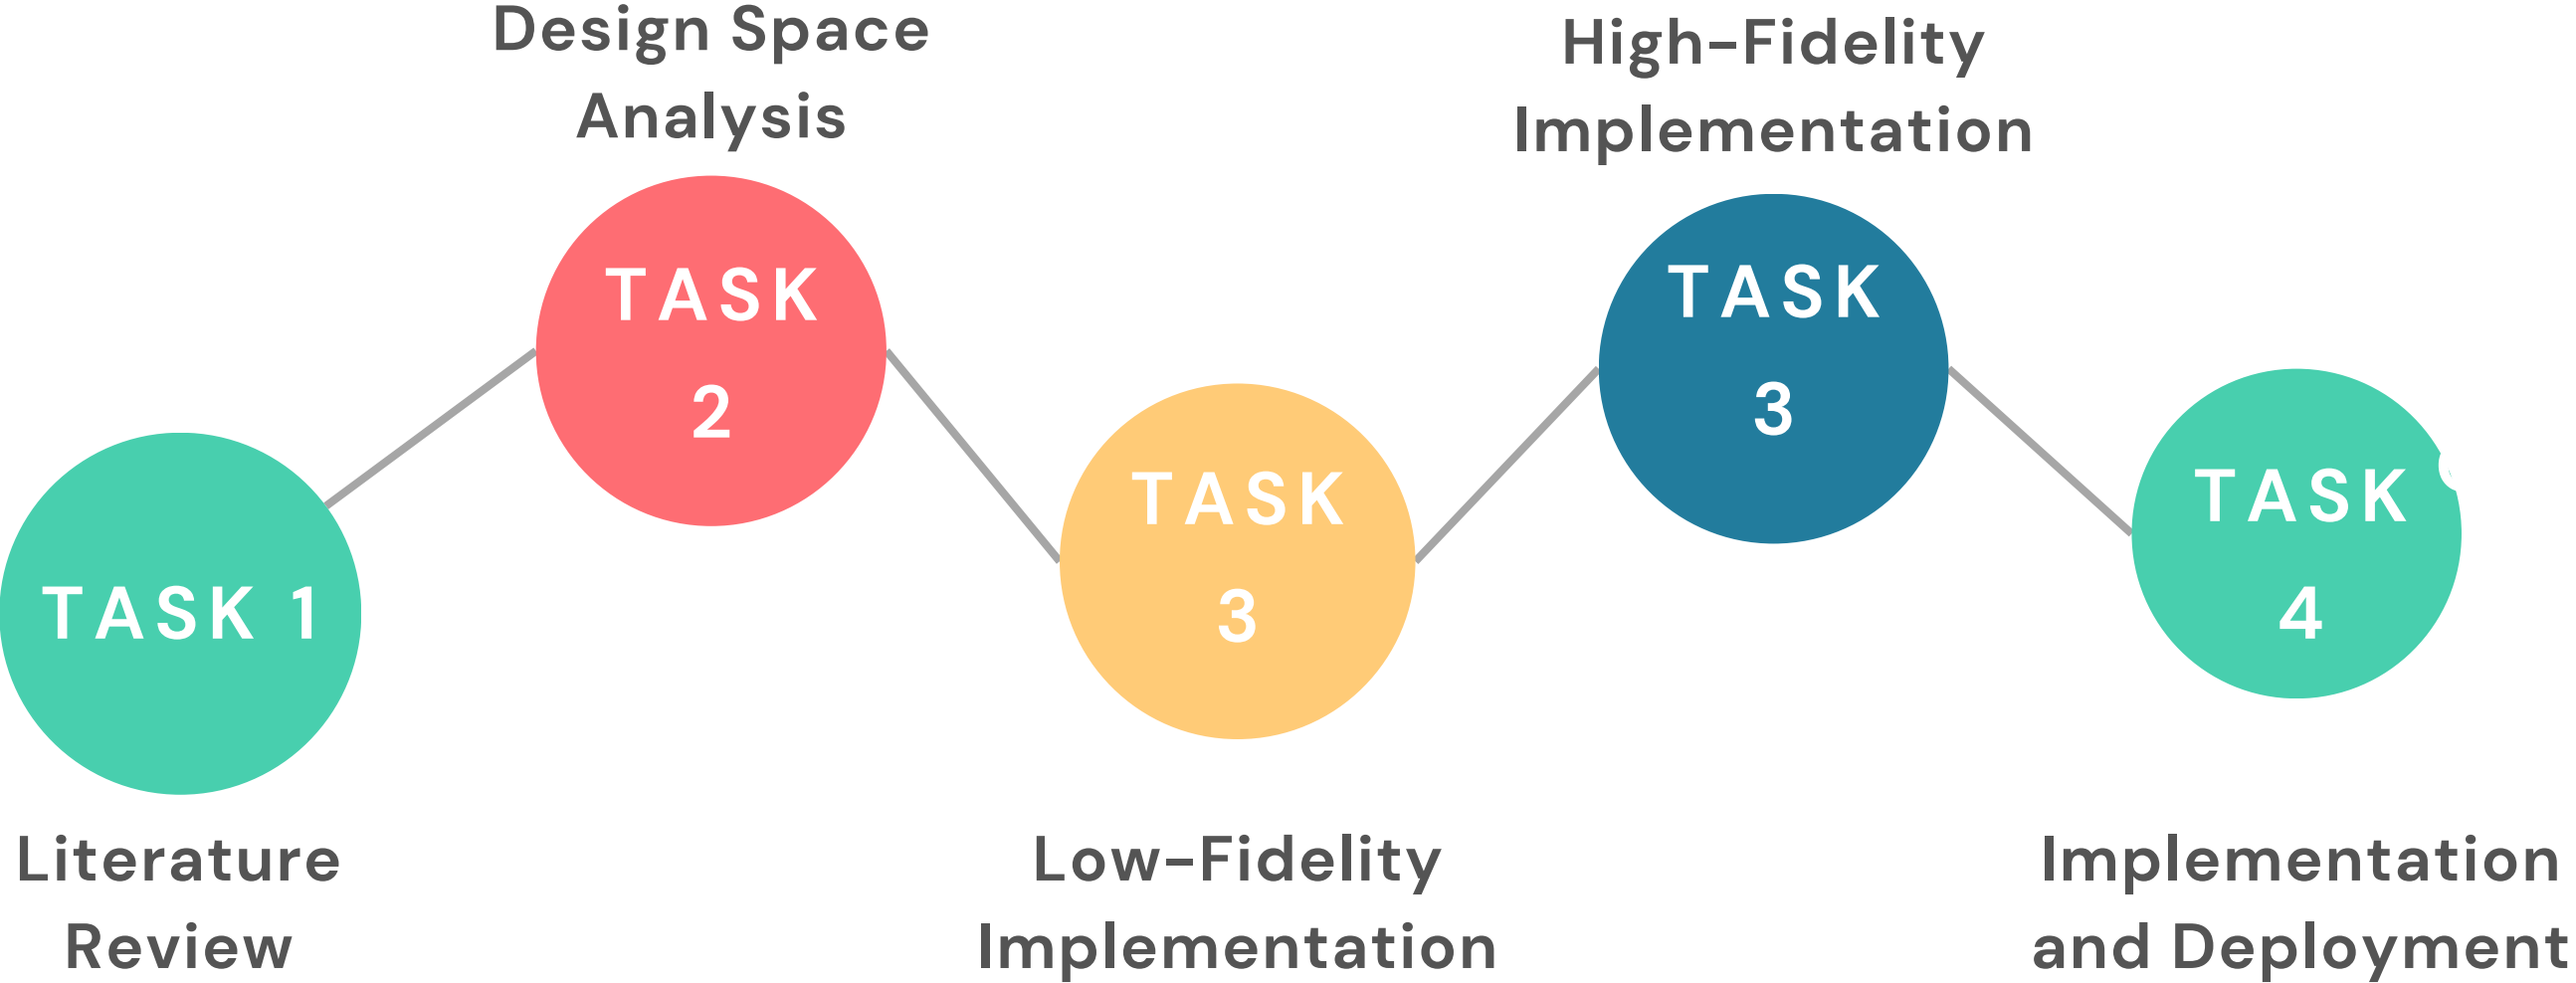 Design Space
Analysis
High-Fidelity
Implementation
TASK
2
TASK
3
TASK
3
TASK
4
TASK 1
Literature
Review
Low-Fidelity
Implementation
Implementation
and Deployment